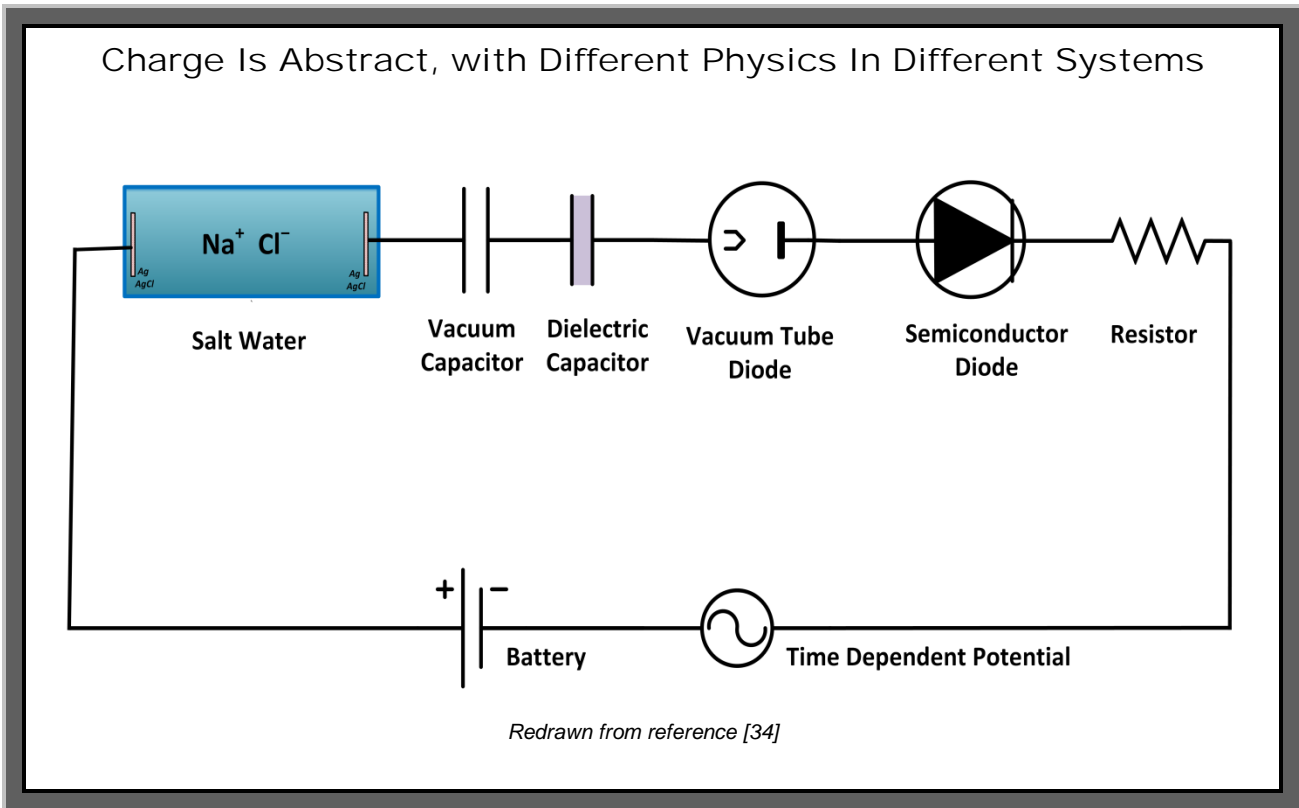 Charge Is Abstract, with Different Physics In Different Systems
Na⁺ Cl⁻
Ag
AgCl
Ag
AgCl
Salt Water
Vacuum
Capacitor
Dielectric
Capacitor
Vacuum Tube
Diode
Semiconductor
Diode
Resistor
+ −
Battery
Time Dependent Potential
Redrawn from reference [34]